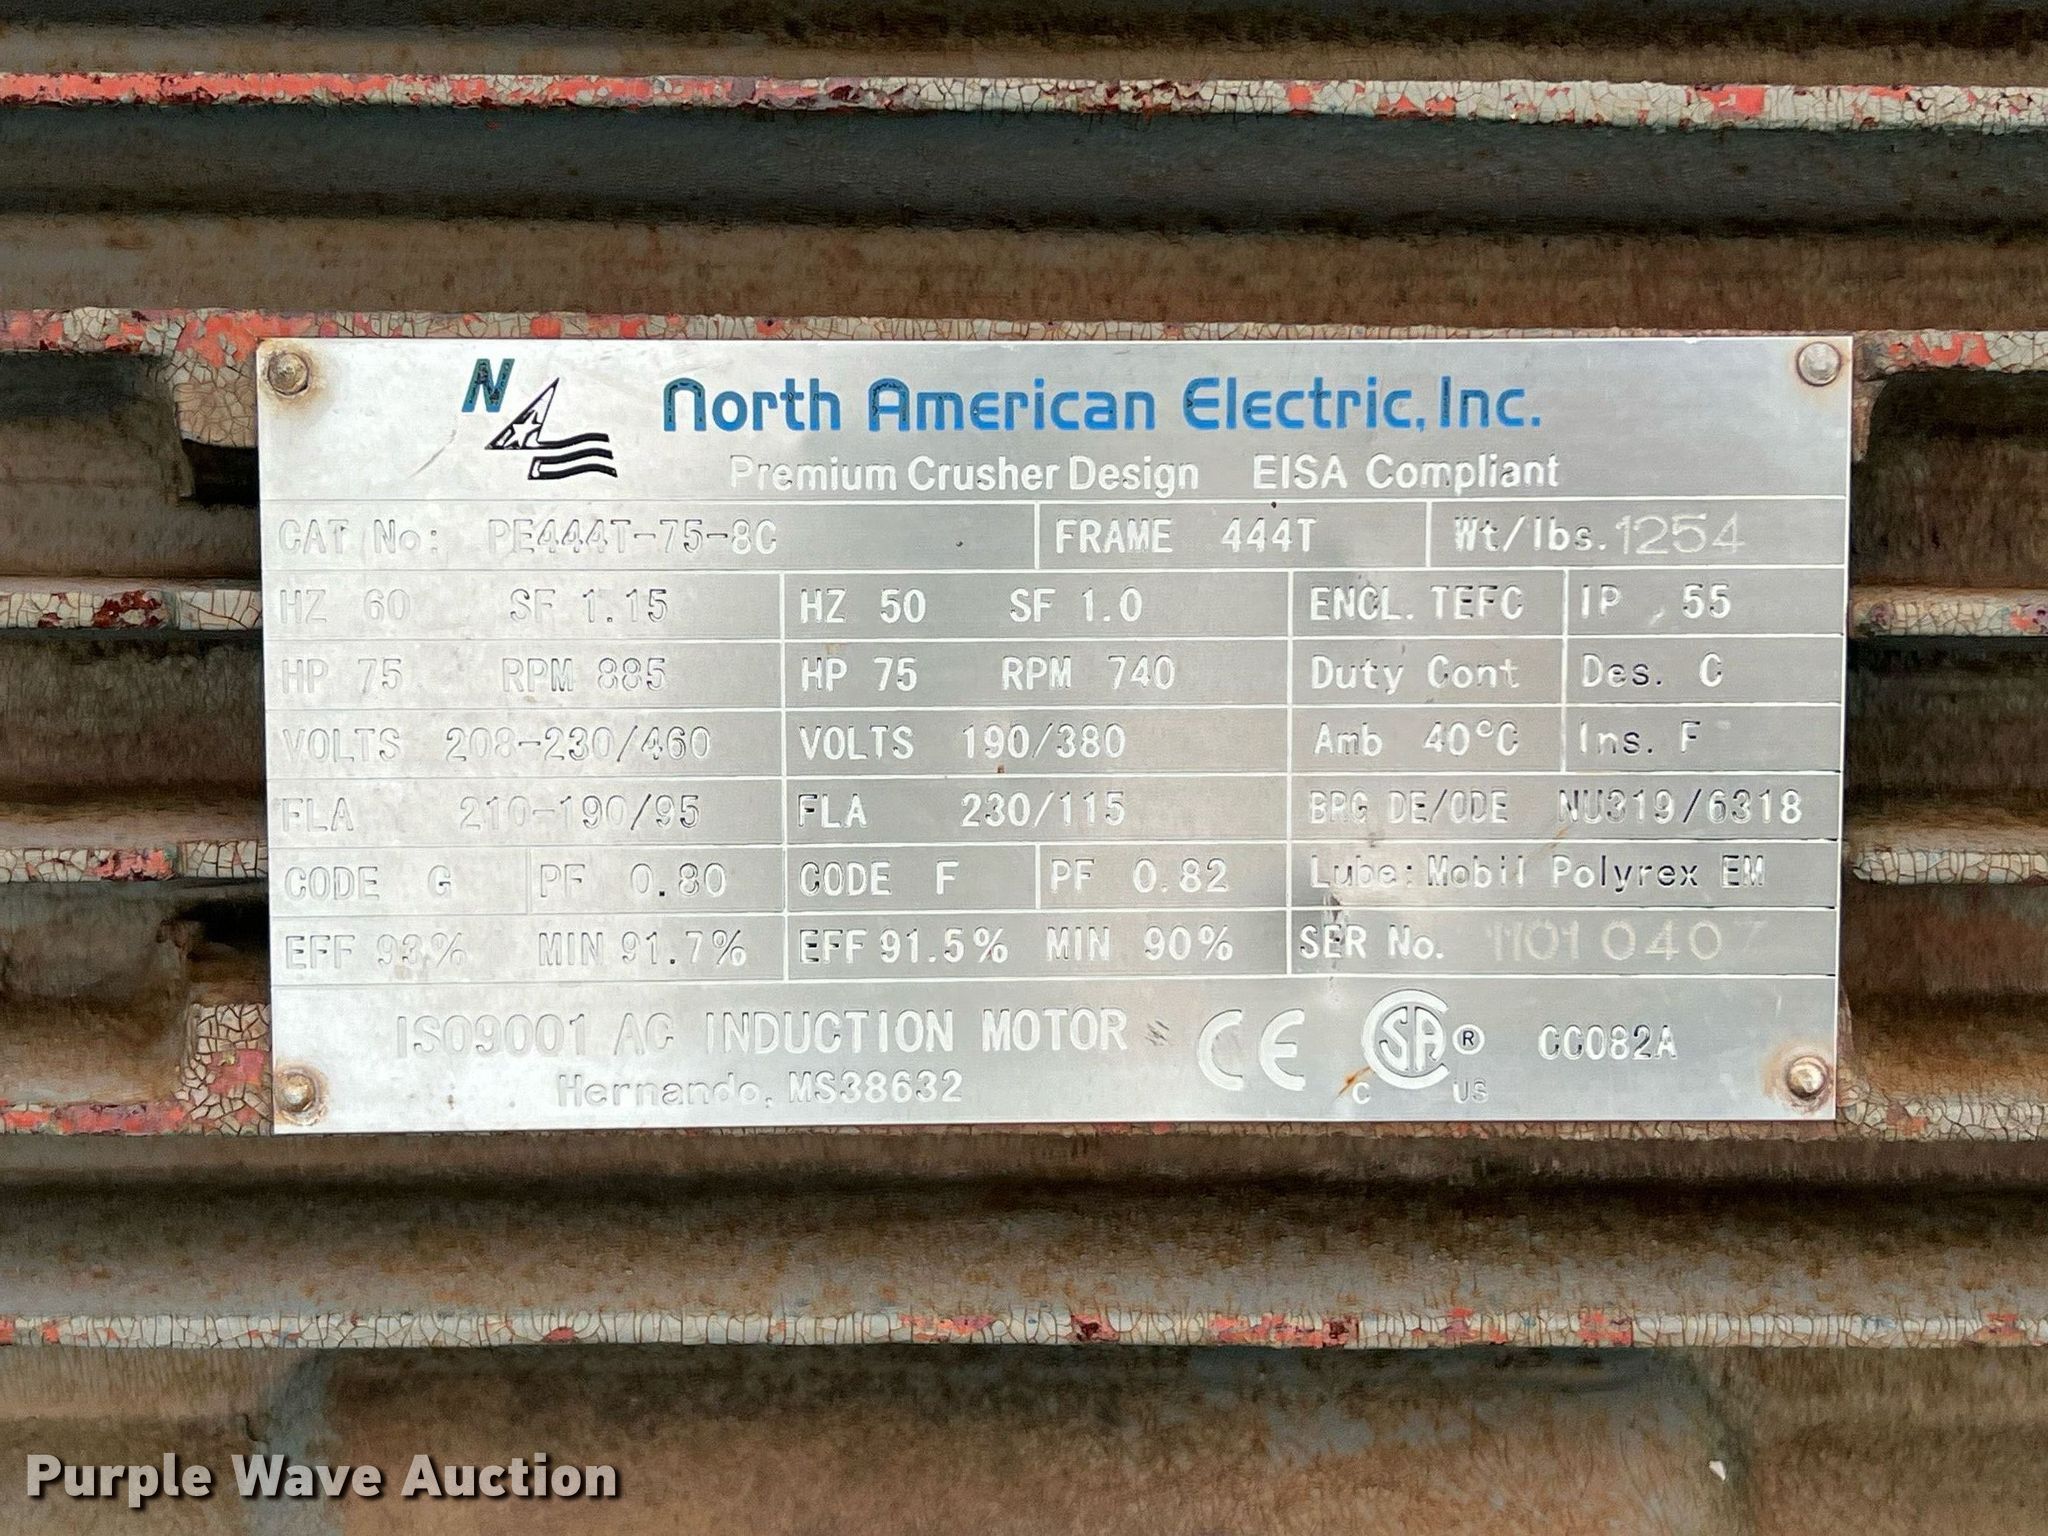 North American Electric, Inc.
Premium Crusher Design EISA Compliant
CAT No: PE444T-75-8C FRAME 444T Wt/lbs. 1254
HZ 60 SF 1.15 HZ 50 SF 1.0 ENCL. TEFC IP 55
HP 75 RPM 885 HP 75 RPM 740 Duty Cont Des. C
VOLTS 208-230/460 VOLTS 190/380 Amb 40°C Ins. F
FLA 210-190/95 FLA 230/115 BRG DE/ODE NU319/6318
CODE G PF 0.80 CODE F PF 0.82 Lube: Mobil Polyrex EM
EFF 93% MIN 91.7% EFF 91.5% MIN 90% SER No.
ISO9001 AC INDUCTION MOTOR CE CSA ® CC082A
Hernando, MS38632 C US
Purple Wave Auction